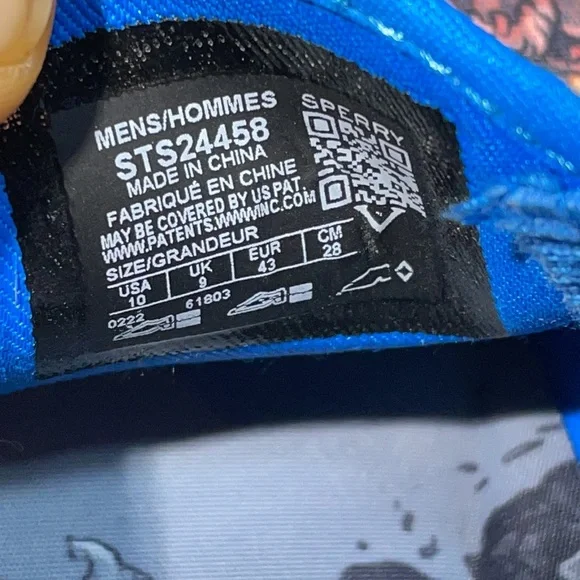 MENS/HOMMES
STS24458
MADE IN CHINA
FABRIQUÉ EN CHINE
MAY BE COVERED BY US PAT.
WWW.PATENTS.WWWINC.COM
SIZE/GRANDEUR
USA UK EUR CM
10 9 43 28
0222 61803
SPERRY